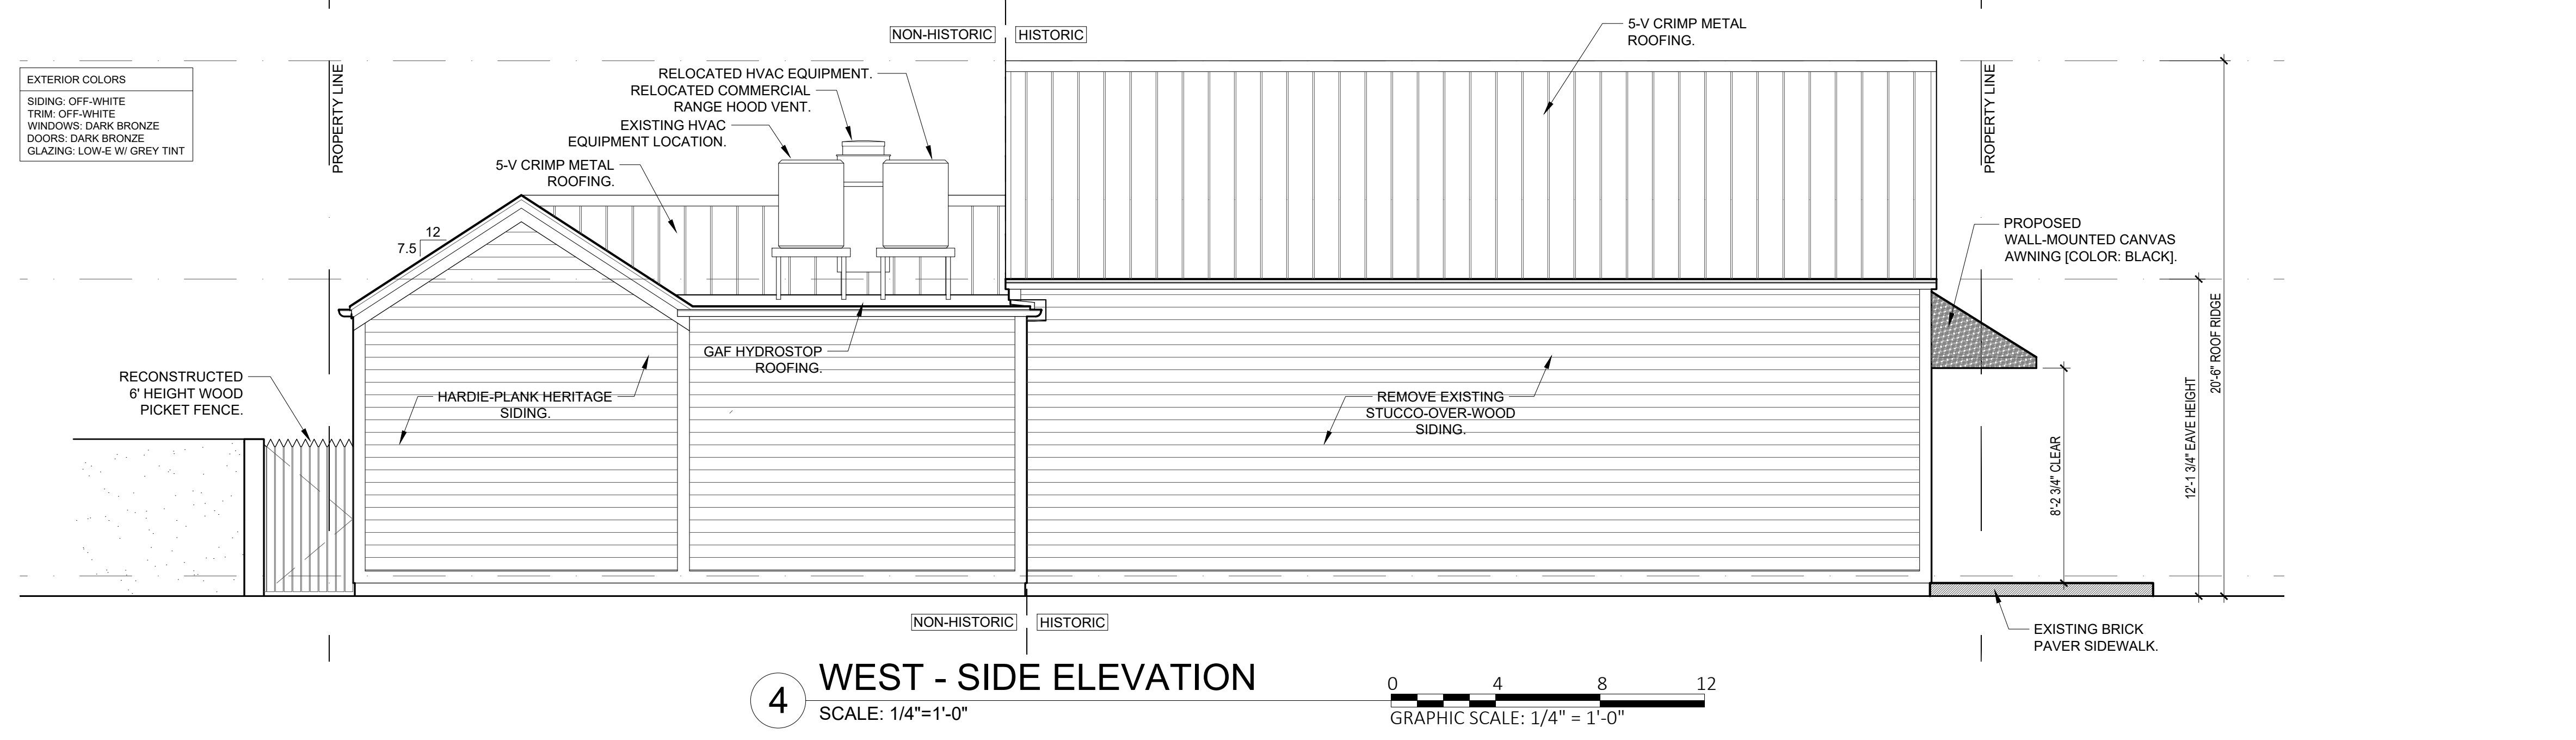 NON-HISTORIC
HISTORIC
5-V CRIMP METAL
ROOFING.
EXTERIOR COLORS
SIDING: OFF-WHITE
TRIM: OFF-WHITE
WINDOWS: DARK BRONZE
DOORS: DARK BRONZE
GLAZING: LOW-E W/ GREY TINT
PROPERTY LINE
RELOCATED HVAC EQUIPMENT.
RELOCATED COMMERCIAL
RANGE HOOD VENT.
EXISTING HVAC
EQUIPMENT LOCATION.
5-V CRIMP METAL
ROOFING.
PROPERTY LINE
12
7.5
PROPOSED
WALL-MOUNTED CANVAS
AWNING [COLOR: BLACK].
GAF HYDROSTOP
ROOFING.
RECONSTRUCTED
6' HEIGHT WOOD
PICKET FENCE.
HARDIE-PLANK HERITAGE
SIDING.
REMOVE EXISTING
STUCCO-OVER-WOOD
SIDING.
8'-2 3/4" CLEAR
12'-1 3/4" EAVE HEIGHT
20'-6" ROOF RIDGE
NON-HISTORIC
HISTORIC
EXISTING BRICK
PAVER SIDEWALK.
4
WEST - SIDE ELEVATION
SCALE: 1/4"=1'-0"
0 4 8 12
GRAPHIC SCALE: 1/4" = 1'-0"